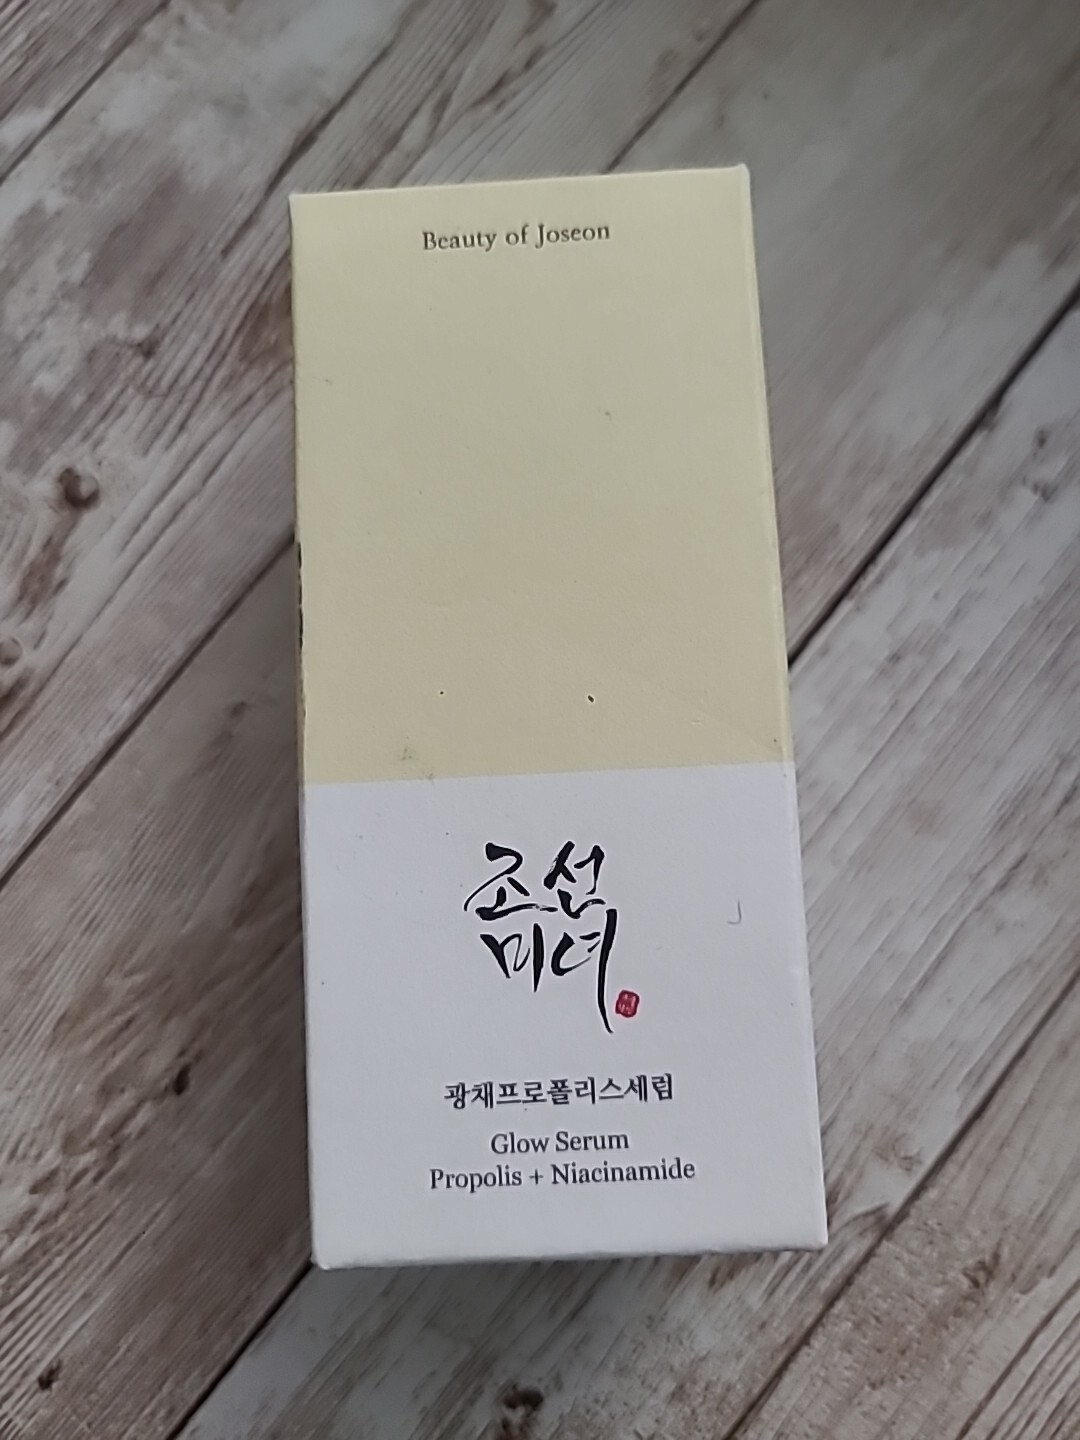 Beauty of Joseon
조선
미녀
광채프로폴리스세럼
Glow Serum
Propolis + Niacinamide